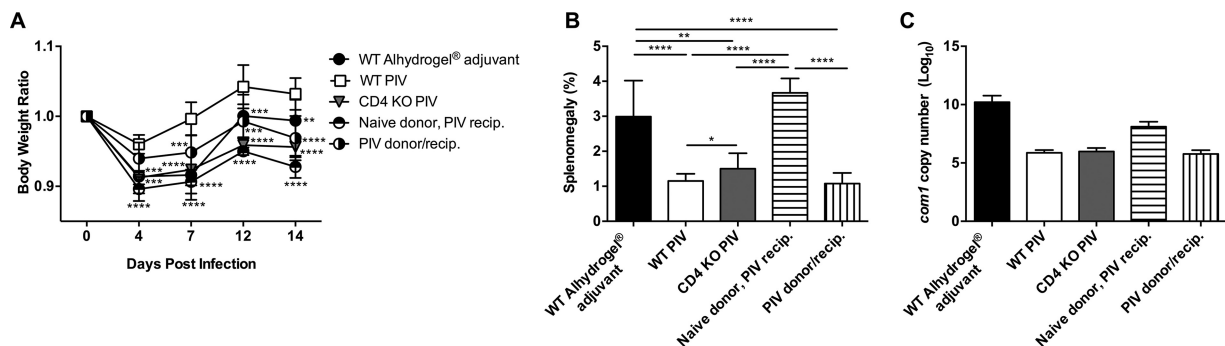 A
1.1
1.0
0.9
Body Weight Ratio
0 4 7 12 14
Days Post Infection
*** ** *** *** **** **** **** **** *** *** **** **** **** ****
WT Alhydrogel® adjuvant
WT PIV
CD4 KO PIV
Naive donor, PIV recip.
PIV donor/recip.
B
****
**
**** ****
**** ****
*
5
4
3
2
1
0
Splenomegaly (%)
WT Alhydrogel®
adjuvant
WT PIV
CD4 KO PIV
Naive donor, PIV recip.
PIV donor/recip.
C
15
10
5
0
com1 copy number (Log10)
WT Alhydrogel®
adjuvant
WT PIV
CD4 KO PIV
Naive donor, PIV recip.
PIV donor/recip.